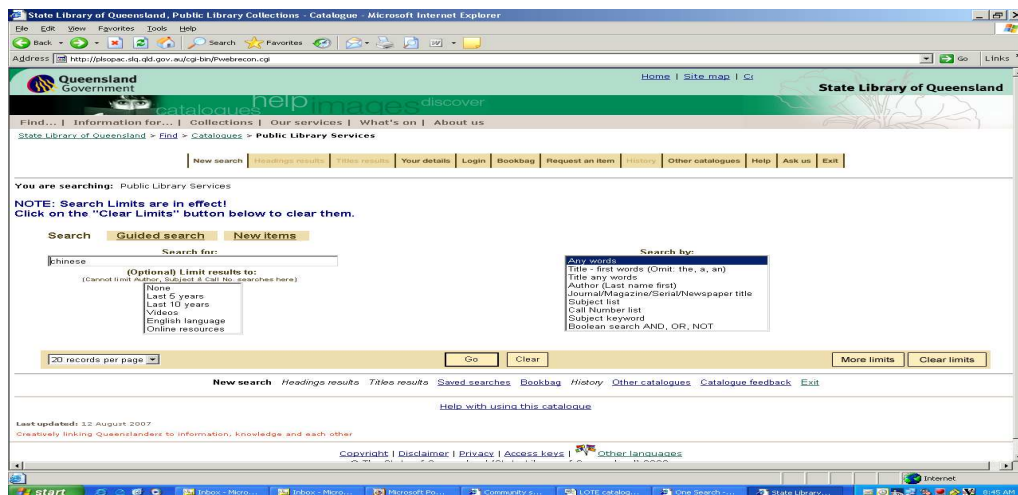 State Library of Queensland, Public Library Collections - Catalogue - Microsoft Internet Explorer
File Edit View Favorites Tools Help
Back Search Favorites
Address http://plsopac.slq.qld.gov.au/cgi-bin/Pwebrecon.cgi Go Links
Queensland
Government
Home | Site map |
State Library of Queensland
catalogues help images discover
Find... | Information for... | Collections | Our services | What's on | About us
State Library of Queensland > Find > Catalogues > Public Library Services
New search Headings results Titles results Your details Login Bookbag Request an item History Other catalogues Help Ask us Exit
You are searching: Public Library Services
NOTE: Search Limits are in effect!
Click on the "Clear Limits" button below to clear them.
Search Guided search New items
Search for:
chinese
(Optional) Limit results to:
(Cannot limit Author, Subject & Call No. searches here)
None
Last 5 years
Last 10 years
Videos
English language
Online resources
Search by:
Any words
Title - first words (Omit: the, a, an)
Title any words
Author (Last name first)
Journal/Magazine/Serial/Newspaper title
Subject list
Call Number list
Subject keyword
Boolean search AND, OR, NOT
20 records per page Go Clear More limits Clear limits
New search Headings results Titles results Saved searches Bookbag History Other catalogues Catalogue feedback Exit
Help with using this catalogue
Last updated: 12 August 2007
Creatively linking Queenslanders to information, knowledge and each other
Copyright | Disclaimer | Privacy | Access keys | Other languages
Internet
start Inbox - Micro... Inbox - Micro... Microsoft Po... Community s... LOTE catalog... One Search -... State Library... 8:45 AM